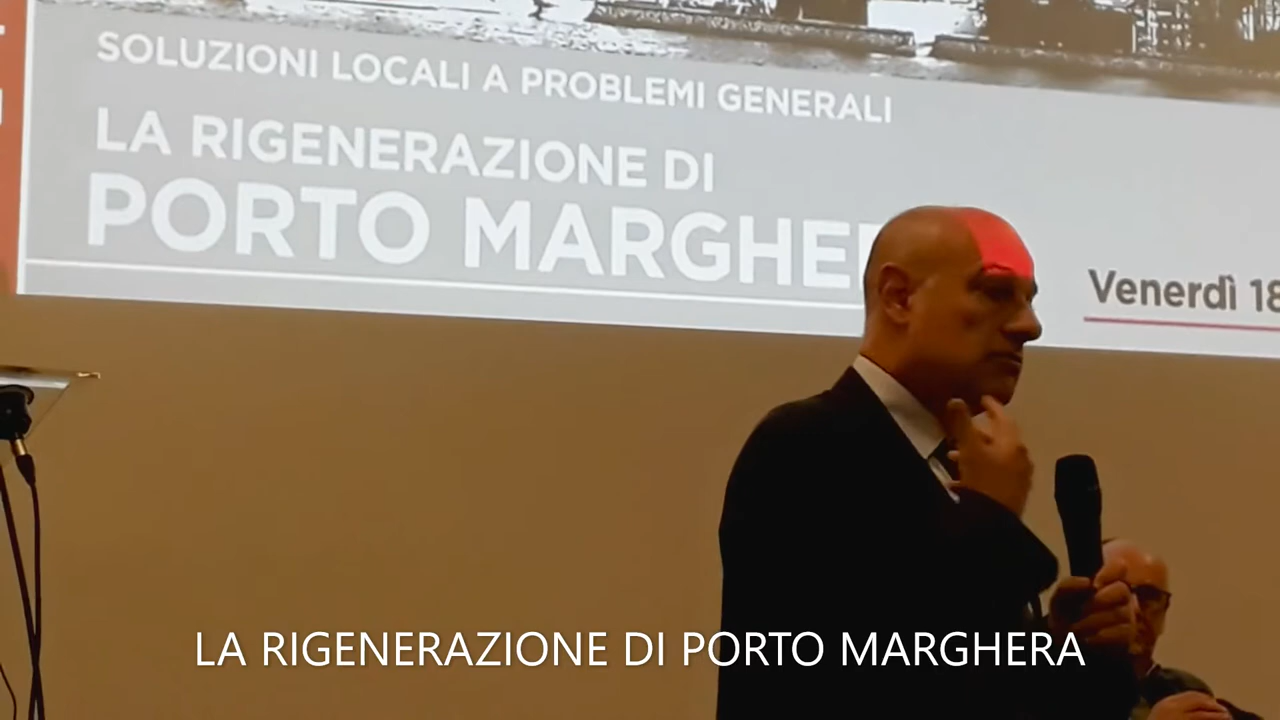 SOLUZIONI LOCALI A PROBLEMI GENERALI
LA RIGENERAZIONE DI
PORTO MARGHE
Venerdì 18
LA RIGENERAZIONE DI PORTO MARGHERA